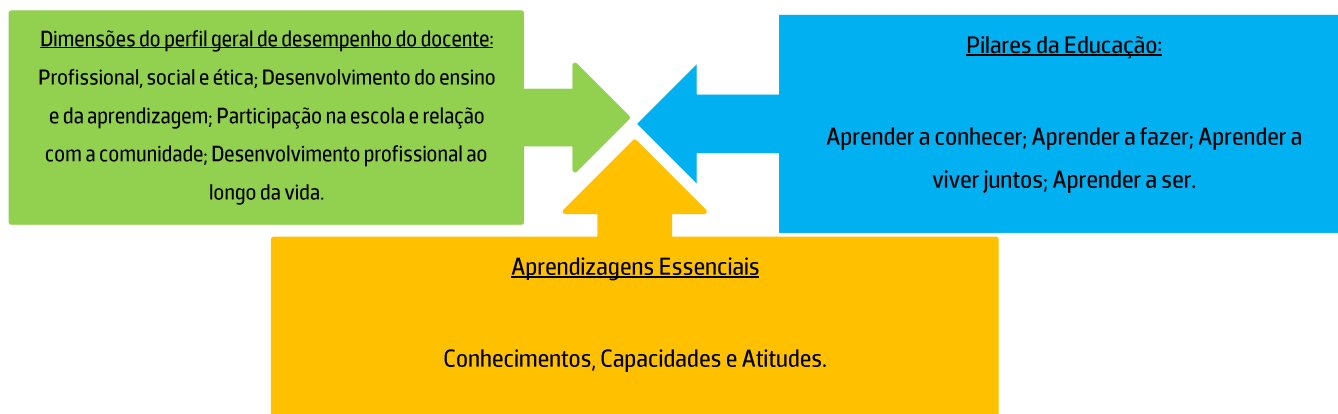 Dimensões do perfil geral de desempenho do docente:
Profissional, social e ética; Desenvolvimento do ensino
e da aprendizagem; Participação na escola e relação
com a comunidade; Desenvolvimento profissional ao
longo da vida.
Pilares da Educação:
Aprender a conhecer; Aprender a fazer; Aprender a
viver juntos; Aprender a ser.
Aprendizagens Essenciais
Conhecimentos, Capacidades e Atitudes.